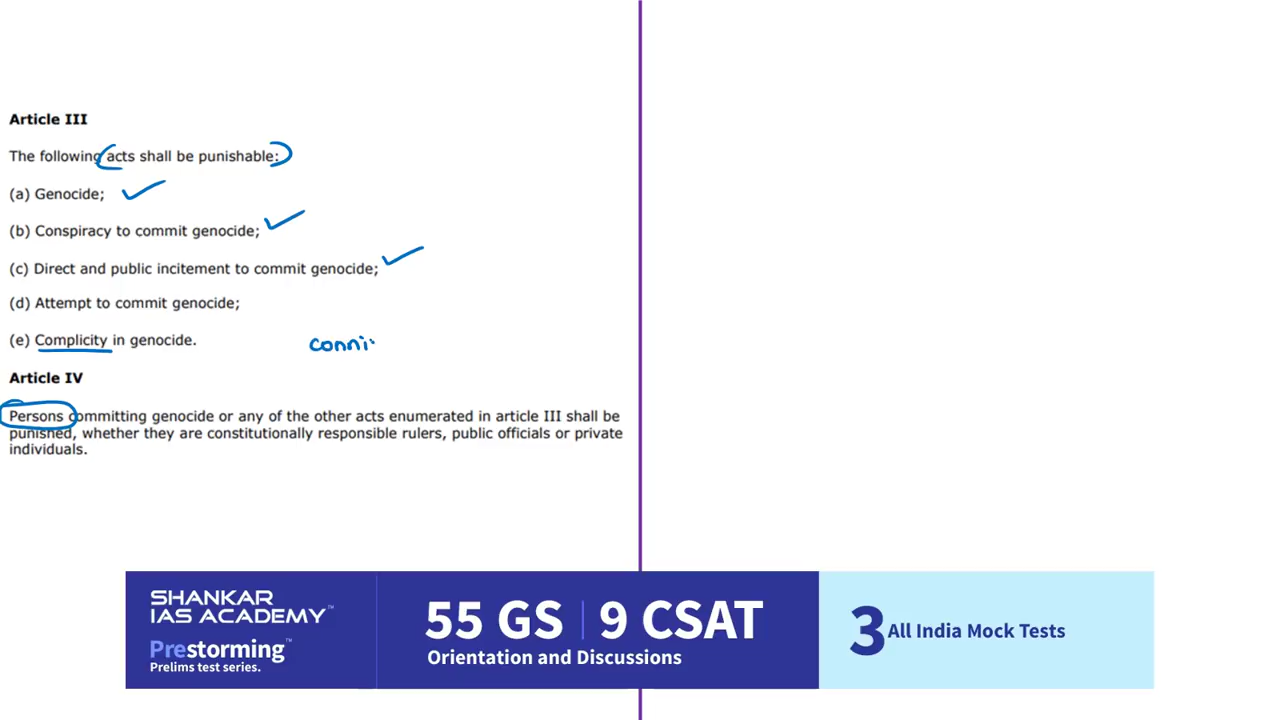 Article III
The following acts shall be punishable:
(a) Genocide;
(b) Conspiracy to commit genocide;
(c) Direct and public incitement to commit genocide;
(d) Attempt to commit genocide;
(e) Complicity in genocide.
conni
Article IV
Persons committing genocide or any of the other acts enumerated in article III shall be
punished, whether they are constitutionally responsible rulers, public officials or private
individuals.
SHANKAR
IAS ACADEMY™
Prestorming™
Prelims test series.
55 GS | 9 CSAT
Orientation and Discussions
3 All India Mock Tests